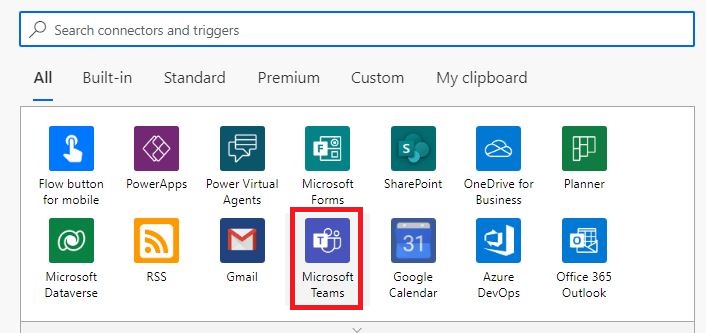 Search connectors and triggers
All Built-in Standard Premium Custom My clipboard
Flow button for mobile
PowerApps
Power Virtual Agents
Microsoft Forms
SharePoint
OneDrive for Business
Planner
Microsoft Dataverse
RSS
Gmail
Microsoft Teams
31
Google Calendar
Azure DevOps
Office 365 Outlook